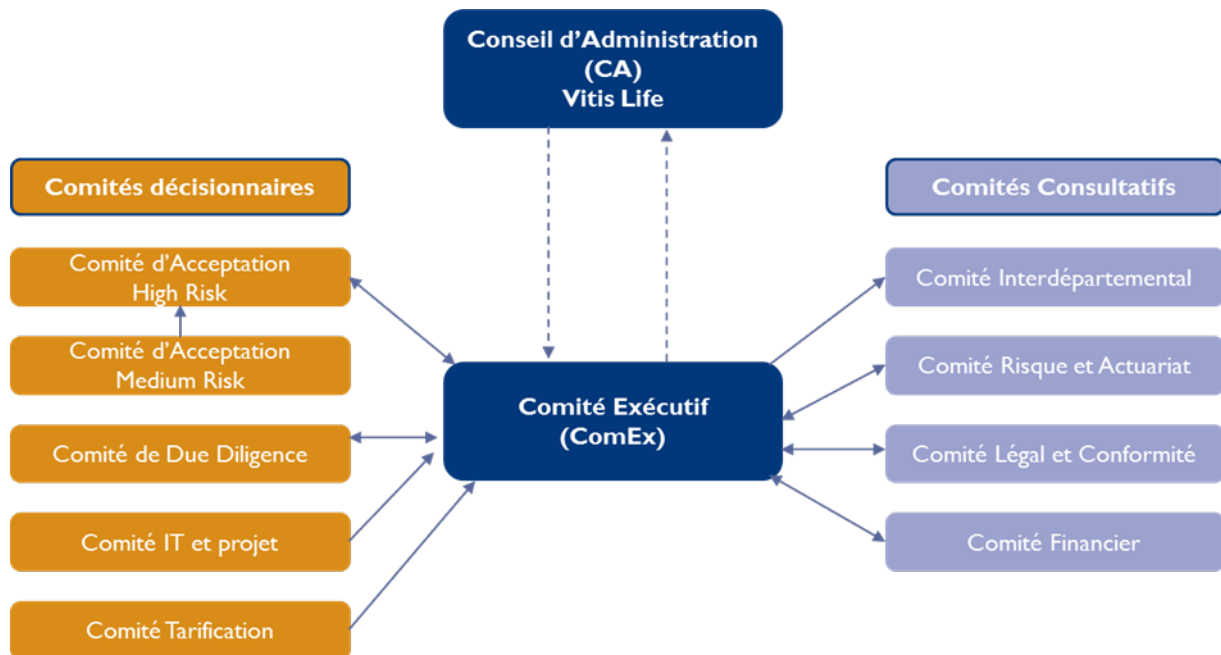 Conseil d'Administration
(CA)
Vitis Life
Comités décisionnaires
Comités Consultatifs
Comité d'Acceptation
High Risk
Comité d'Acceptation
Medium Risk
Comité de Due Diligence
Comité IT et projet
Comité Tarification
Comité Exécutif
(ComEx)
Comité Interdépartemental
Comité Risque et Actuariat
Comité Légal et Conformité
Comité Financier